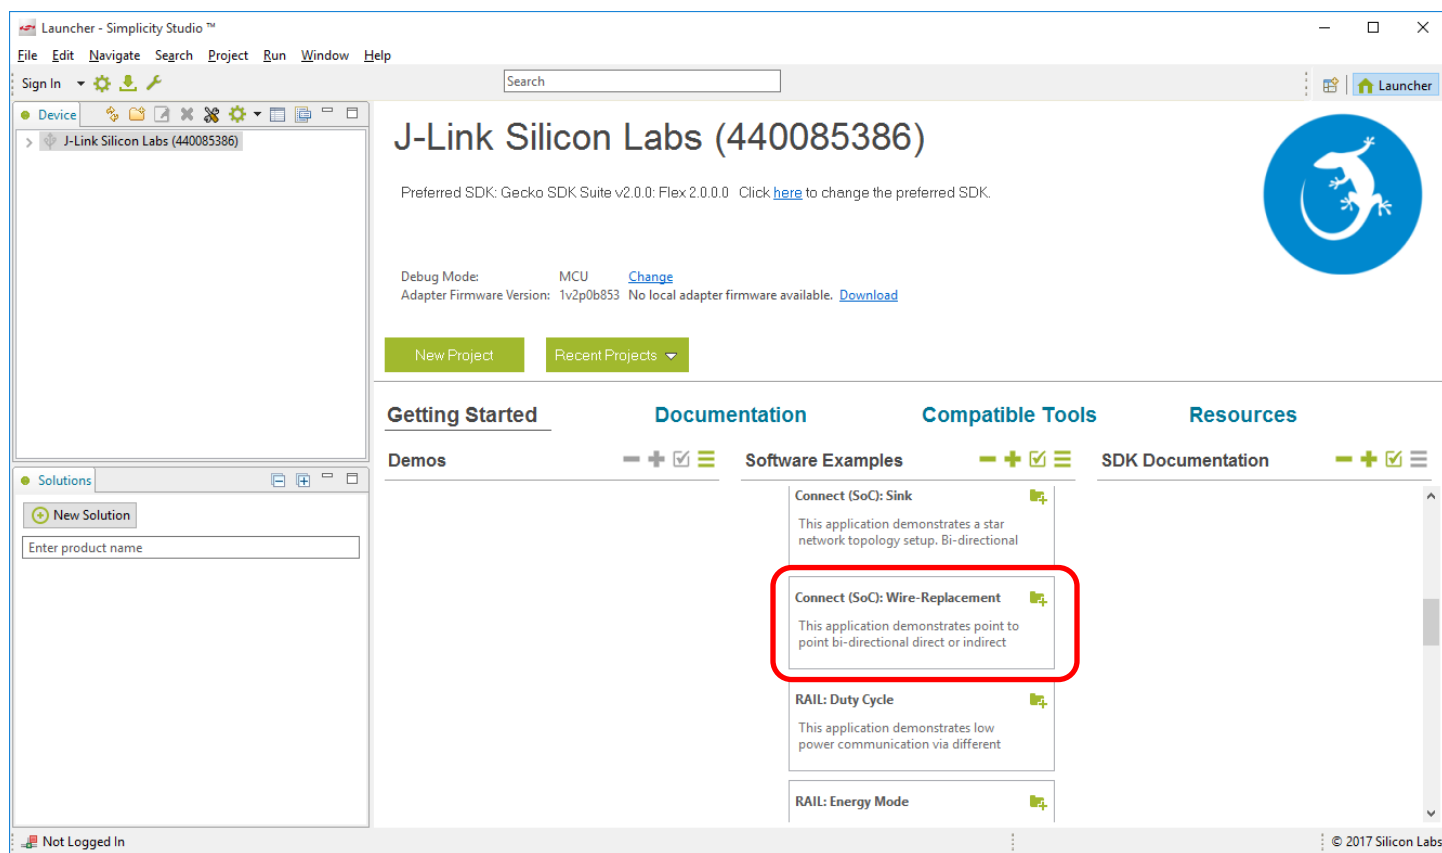 Launcher - Simplicity Studio ™
File Edit Navigate Search Project Run Window Help
Sign In
Search
Launcher
Device
J-Link Silicon Labs (440085386)
J-Link Silicon Labs (440085386)
Preferred SDK: Gecko SDK Suite v2.0.0: Flex 2.0.0.0 Click here to change the preferred SDK.
Debug Mode: MCU Change
Adapter Firmware Version: 1v2p0b853 No local adapter firmware available. Download
New Project Recent Projects
Getting Started Documentation Compatible Tools Resources
Demos Software Examples SDK Documentation
Solutions
New Solution
Enter product name
Connect (SoC): Sink
This application demonstrates a star
network topology setup. Bi-directional
Connect (SoC): Wire-Replacement
This application demonstrates point to
point bi-directional direct or indirect
RAIL: Duty Cycle
This application demonstrates low
power communication via different
RAIL: Energy Mode
Not Logged In
© 2017 Silicon Labs